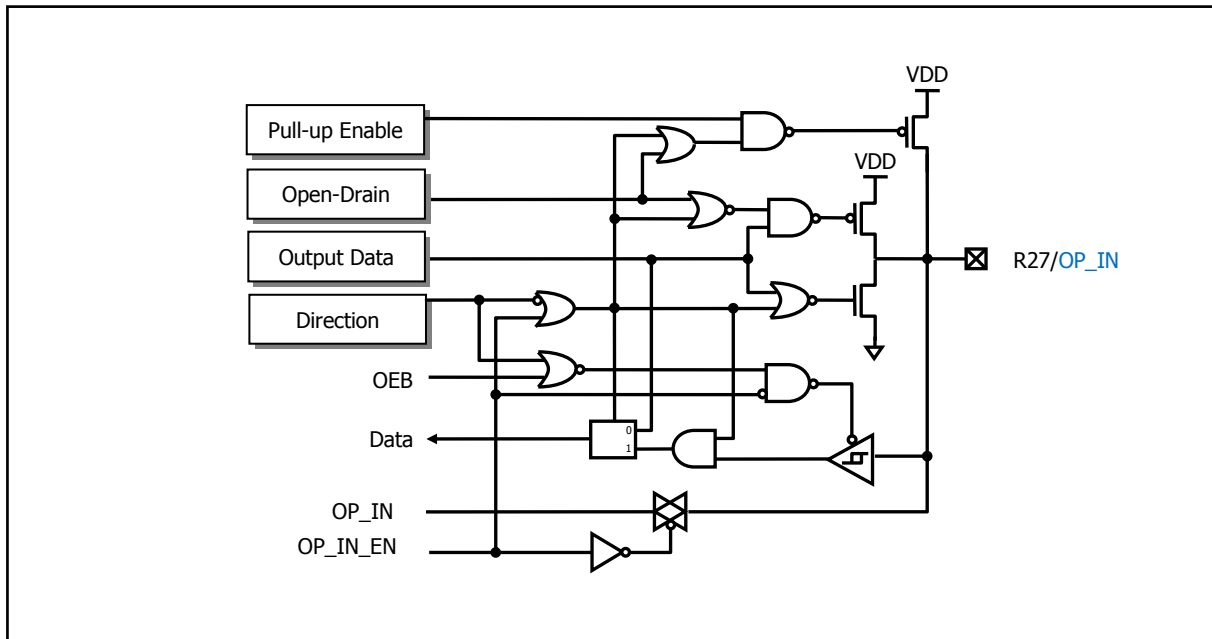 VDD
Pull-up Enable
VDD
Open-Drain
Output Data
R27/OP_IN
Direction
OEB
0
Data
1
OP_IN
OP_IN_EN